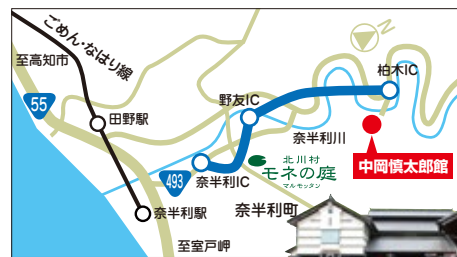 ごめん・なはり線
至高知市
55
田野駅
野友IC
柏木IC
N
奈半利川
中岡慎太郎館
北川村
モネの庭
マルモッタン
奈半利IC
493
奈半利駅
奈半利町
至室戸岬